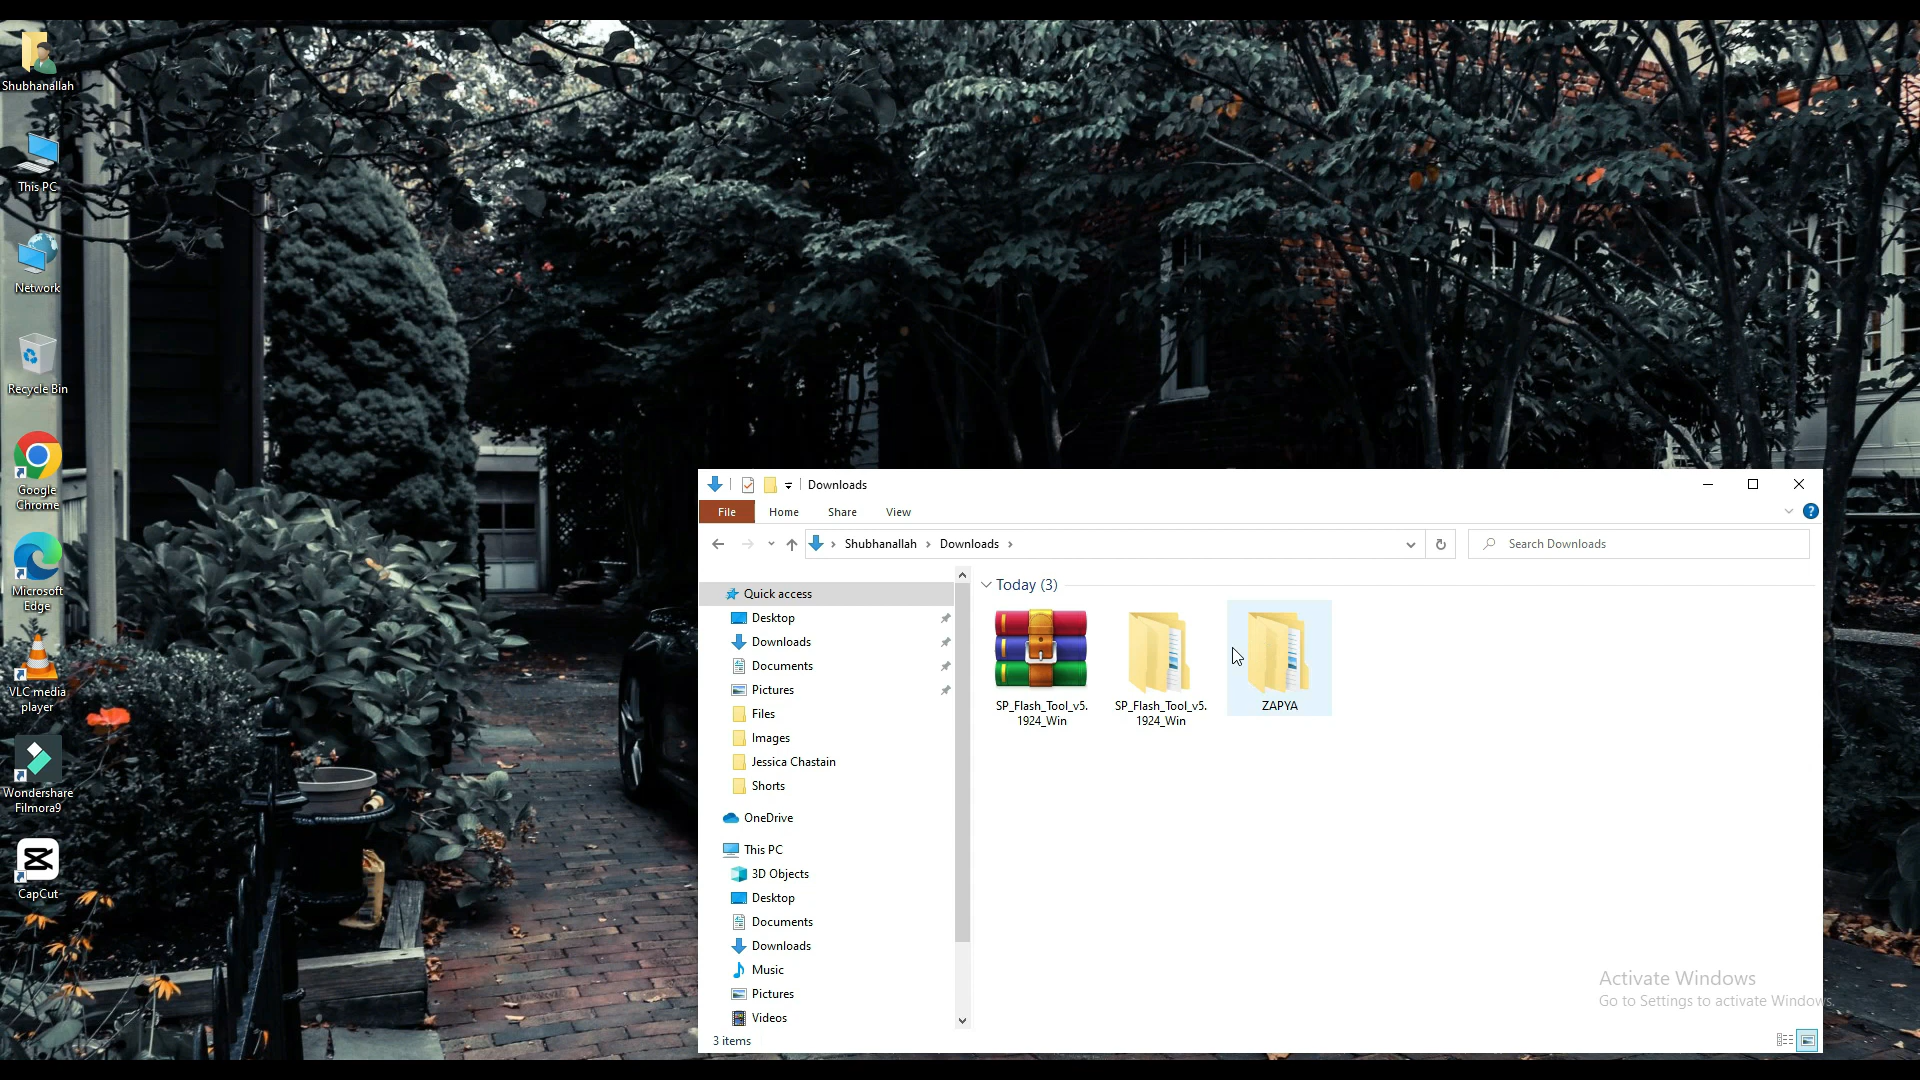 Shubhanallah
This PC
Network
Recycle Bin
Google
Chrome
Microsoft
Edge
VLC media
player
Wondershare
Filmora9
CapCut
Downloads
File
Home
Share
View
Shubhanallah
Downloads
Search Downloads
Quick access
Desktop
Downloads
Documents
Pictures
Files
Images
Jessica Chastain
Shorts
OneDrive
This PC
3D Objects
Desktop
Documents
Downloads
Music
Pictures
Videos
Today (3)
SP_Flash_Tool_v5.
1924_Win
SP_Flash_Tool_v5.
1924_Win
ZAPYA
Activate Windows
Go to Settings to activate Windows.
3 items